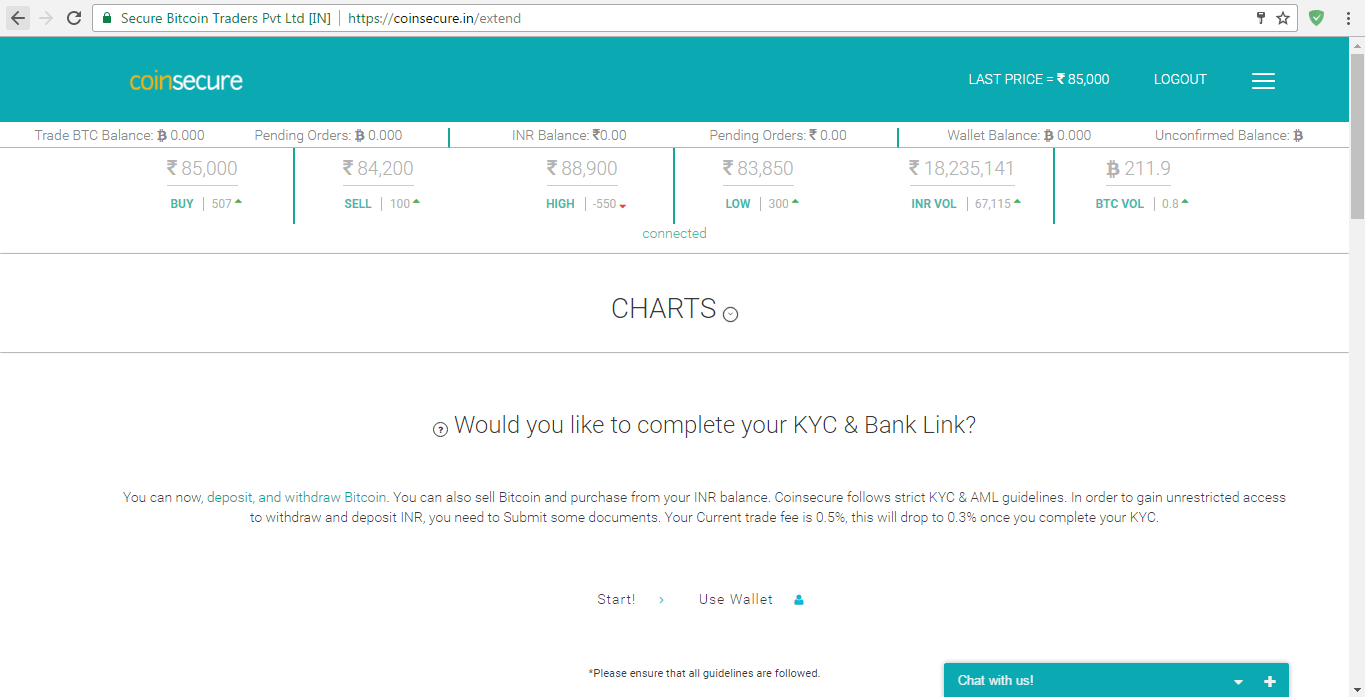 Secure Bitcoin Traders Pvt Ltd [IN] https://coinsecure.in/extend
coinsecure LAST PRICE = ₹ 85,000 LOGOUT
Trade BTC Balance: ₿ 0.000 Pending Orders: ₿ 0.000 INR Balance: ₹0.00 Pending Orders: ₹ 0.00 Wallet Balance: ₿ 0.000 Unconfirmed Balance: ₿
₹ 85,000 ₹ 84,200 ₹ 88,900 ₹ 83,850 ₹ 18,235,141 ₿ 211.9
BUY 507 SELL 100 HIGH -550 LOW 300 INR VOL 67,115 BTC VOL 0.8
connected
CHARTS
Would you like to complete your KYC & Bank Link?
You can now, deposit, and withdraw Bitcoin. You can also sell Bitcoin and purchase from your INR balance. Coinsecure follows strict KYC & AML guidelines. In order to gain unrestricted access
to withdraw and deposit INR, you need to Submit some documents. Your Current trade fee is 0.5%, this will drop to 0.3% once you complete your KYC.
Start! Use Wallet
*Please ensure that all guidelines are followed.
Chat with us!